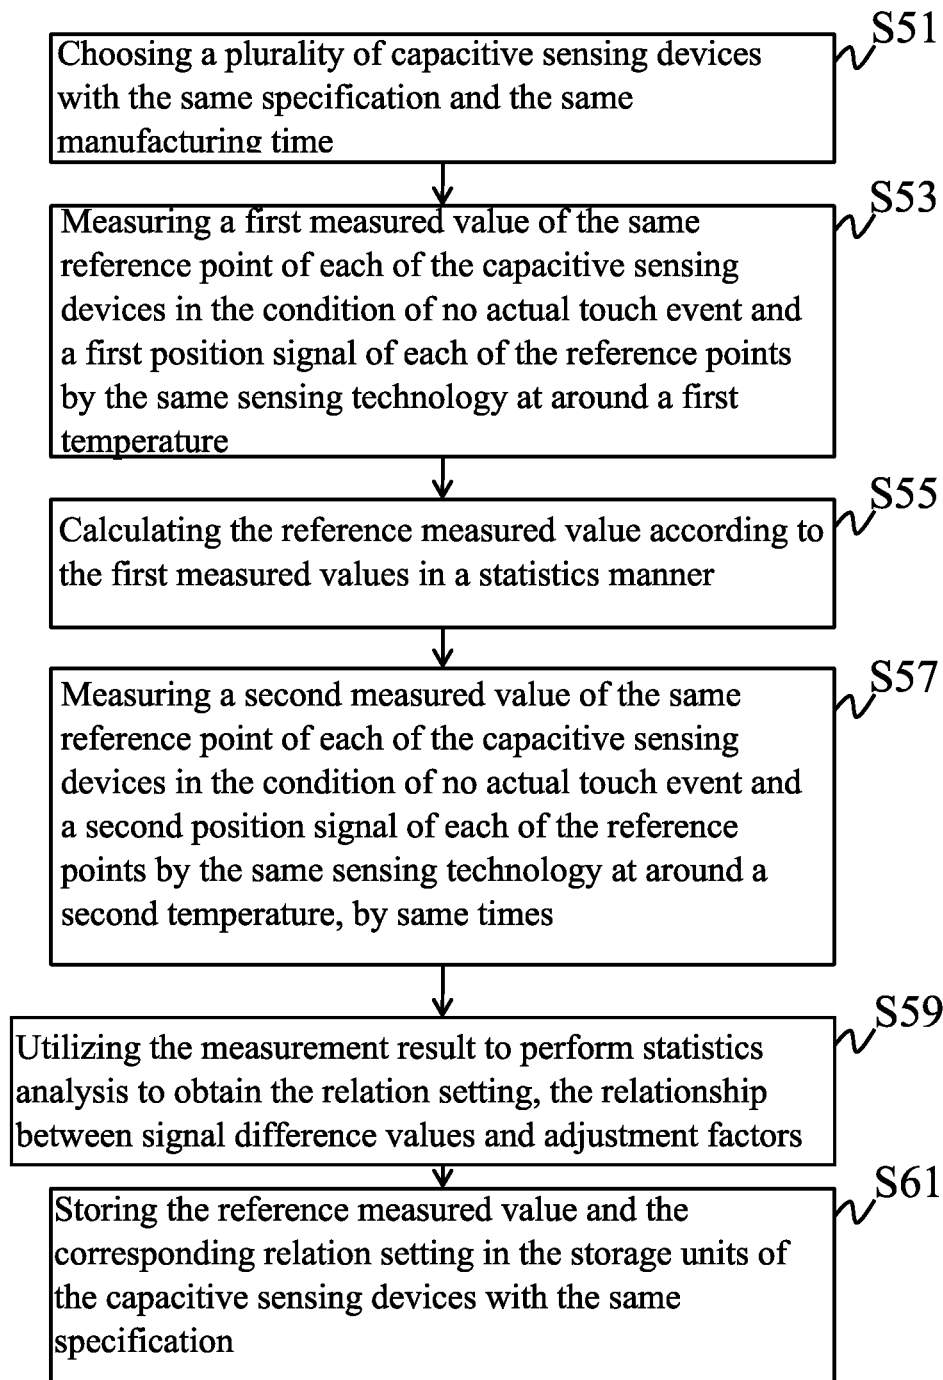 S51
Choosing a plurality of capacitive sensing devices
with the same specification and the same
manufacturing time
S53
Measuring a first measured value of the same
reference point of each of the capacitive sensing
devices in the condition of no actual touch event and
a first position signal of each of the reference points
by the same sensing technology at around a first
temperature
S55
Calculating the reference measured value according to
the first measured values in a statistics manner
S57
Measuring a second measured value of the same
reference point of each of the capacitive sensing
devices in the condition of no actual touch event and
a second position signal of each of the reference
points by the same sensing technology at around a
second temperature, by same times
S59
Utilizing the measurement result to perform statistics
analysis to obtain the relation setting, the relationship
between signal difference values and adjustment factors
S61
Storing the reference measured value and the
corresponding relation setting in the storage units of
the capacitive sensing devices with the same
specification